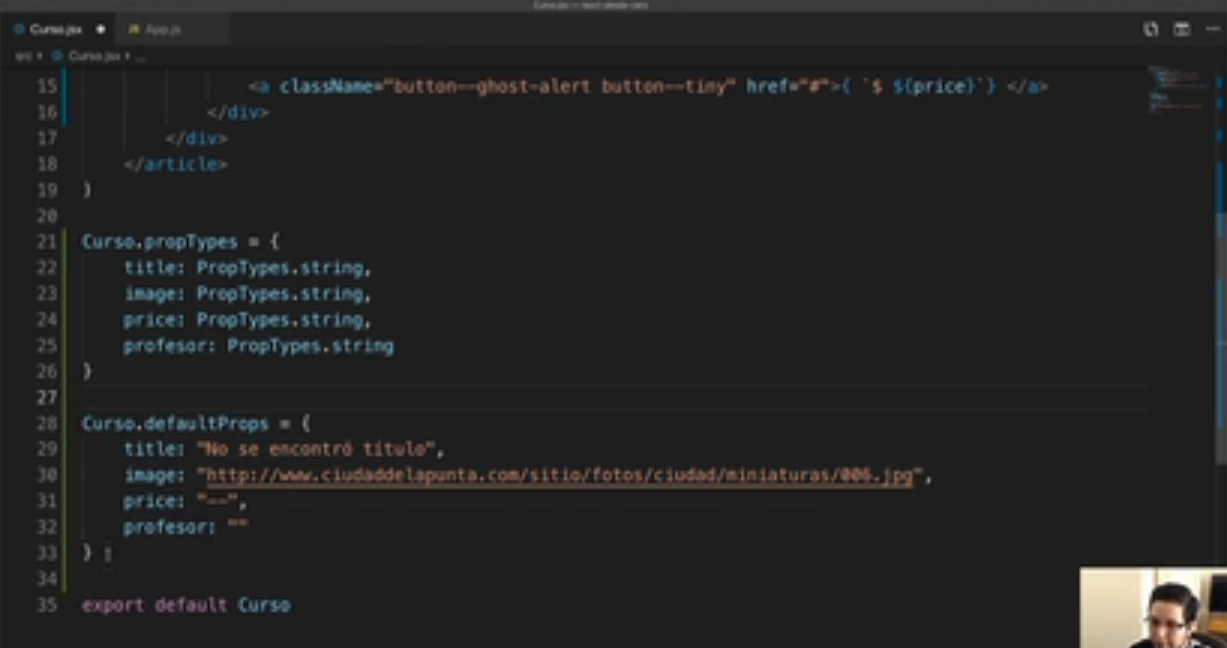 Curso.jsx — react-desde-cero
Curso.jsx App.js
src > Curso.jsx > ...
15 <a className="button--ghost-alert button--tiny" href="#">{ `$ ${price}`} </a>
16 </div>
17 </div>
18 </article>
19 )
20
21 Curso.propTypes = {
22 title: PropTypes.string,
23 image: PropTypes.string,
24 price: PropTypes.string,
25 profesor: PropTypes.string
26 }
27
28 Curso.defaultProps = {
29 title: "No se encontró título",
30 image: "http://www.ciudaddelapunta.com/sitio/fotos/ciudad/miniaturas/006.jpg",
31 price: "--",
32 profesor: ""
33 }
34
35 export default Curso